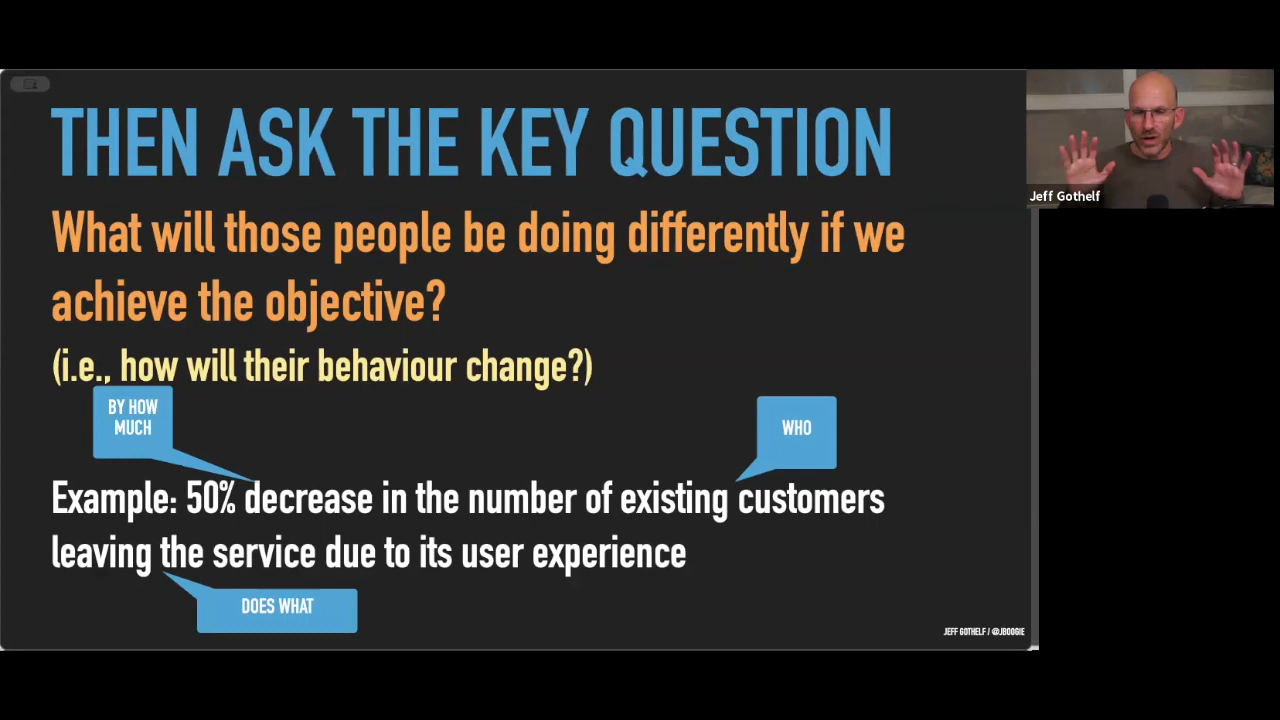 THEN ASK THE KEY QUESTION
What will those people be doing differently if we
achieve the objective?
(i.e., how will their behaviour change?)
BY HOW
MUCH
WHO
Example: 50% decrease in the number of existing customers
leaving the service due to its user experience
DOES WHAT
JEFF GOTHELF / @JBOOGIE
Jeff Gothelf